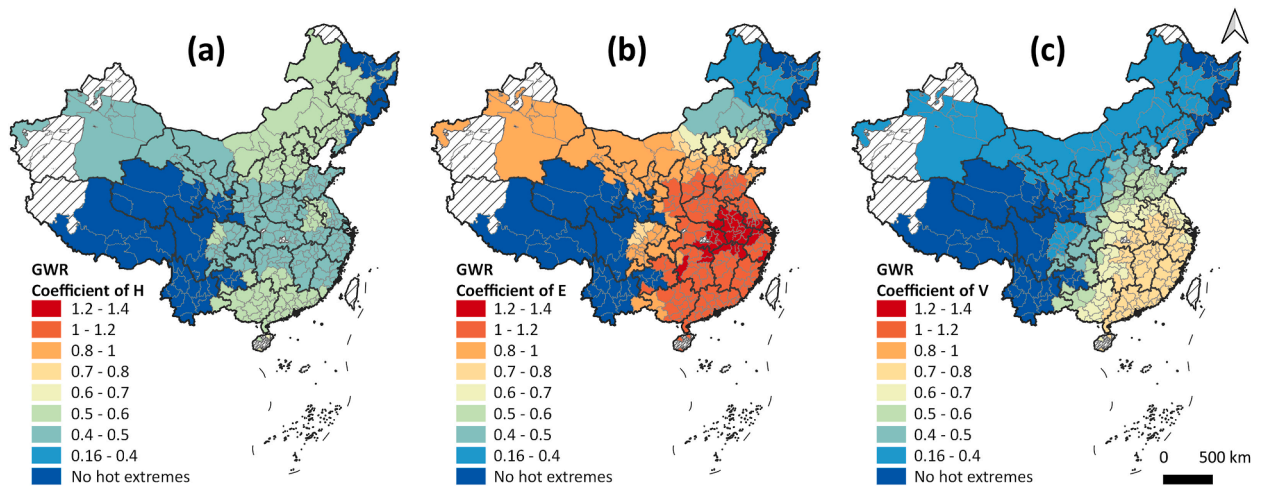 (a)
GWR
Coefficient of H
1.2 - 1.4
1 - 1.2
0.8 - 1
0.7 - 0.8
0.6 - 0.7
0.5 - 0.6
0.4 - 0.5
0.16 - 0.4
No hot extremes
(b)
GWR
Coefficient of E
1.2 - 1.4
1 - 1.2
0.8 - 1
0.7 - 0.8
0.6 - 0.7
0.5 - 0.6
0.4 - 0.5
0.16 - 0.4
No hot extremes
(c)
GWR
Coefficient of V
1.2 - 1.4
1 - 1.2
0.8 - 1
0.7 - 0.8
0.6 - 0.7
0.5 - 0.6
0.4 - 0.5
0.16 - 0.4
No hot extremes
0 500 km